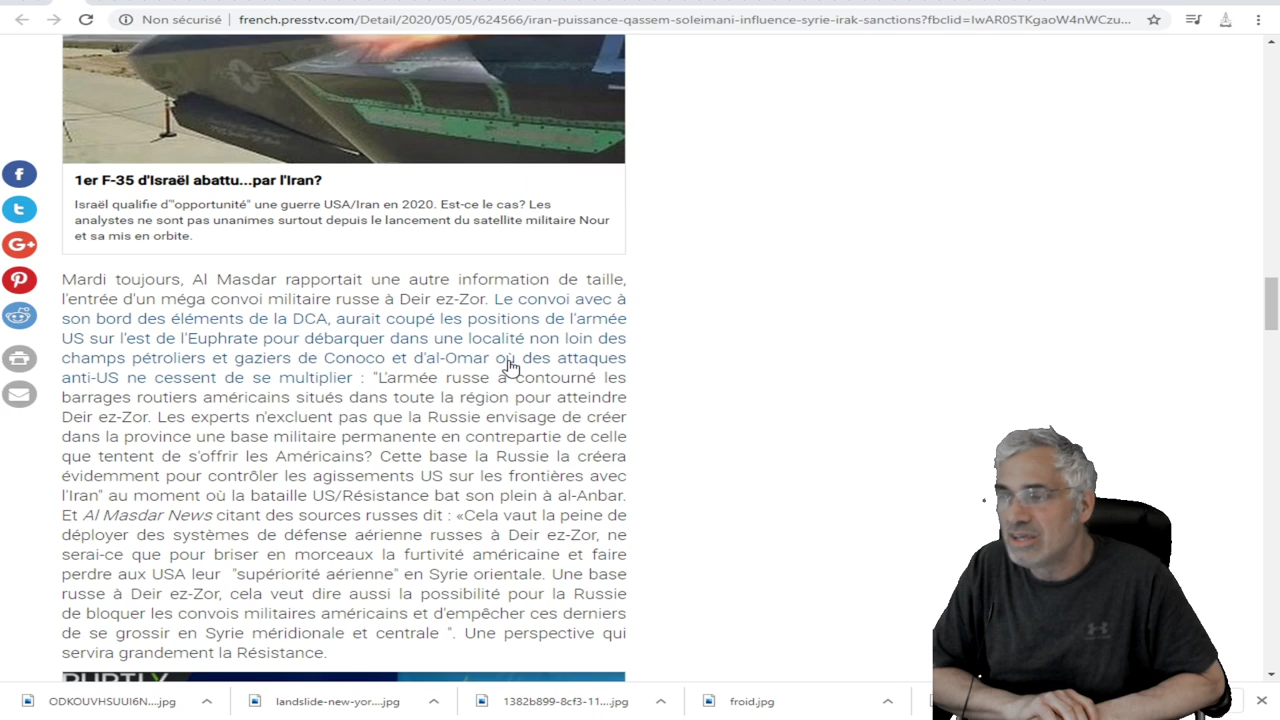 Non sécurisé
french.presstv.com/Detail/2020/05/05/624566/iran-puissance-qassem-soleimani-influence-syrie-irak-sanctions?fbclid=IwAR0STKgaoW4nWCzu...
1er F-35 d'Israël abattu...par l'Iran?
Israël qualifie d'"opportunité" une guerre USA/Iran en 2020. Est-ce le cas? Les
analystes ne sont pas unanimes surtout depuis le lancement du satellite militaire Nour
et sa mis en orbite.
Mardi toujours, Al Masdar rapportait une autre information de taille,
l'entrée d'un méga convoi militaire russe à Deir ez-Zor. Le convoi avec à
son bord des éléments de la DCA, aurait coupé les positions de l'armée
US sur l'est de l'Euphrate pour débarquer dans une localité non loin des
champs pétroliers et gaziers de Conoco et d'al-Omar où des attaques
anti-US ne cessent de se multiplier : "L'armée russe a contourné les
barrages routiers américains situés dans toute la région pour atteindre
Deir ez-Zor. Les experts n'excluent pas que la Russie envisage de créer
dans la province une base militaire permanente en contrepartie de celle
que tentent de s'offrir les Américains? Cette base la Russie la créera
évidemment pour contrôler les agissements US sur les frontières avec
l'Iran" au moment où la bataille US/Résistance bat son plein à al-Anbar.
Et Al Masdar News citant des sources russes dit : «Cela vaut la peine de
déployer des systèmes de défense aérienne russes à Deir ez-Zor, ne
serai-ce que pour briser en morceaux la furtivité américaine et faire
perdre aux USA leur "supériorité aérienne" en Syrie orientale. Une base
russe à Deir ez-Zor, cela veut dire aussi la possibilité pour la Russie
de bloquer les convois militaires américains et d'empêcher ces derniers
de se grossir en Syrie méridionale et centrale ". Une perspective qui
servira grandement la Résistance.
ODKOUVHSUUI6N....jpg
landslide-new-yor....jpg
1382b899-8cf3-11....jpg
froid.jpg